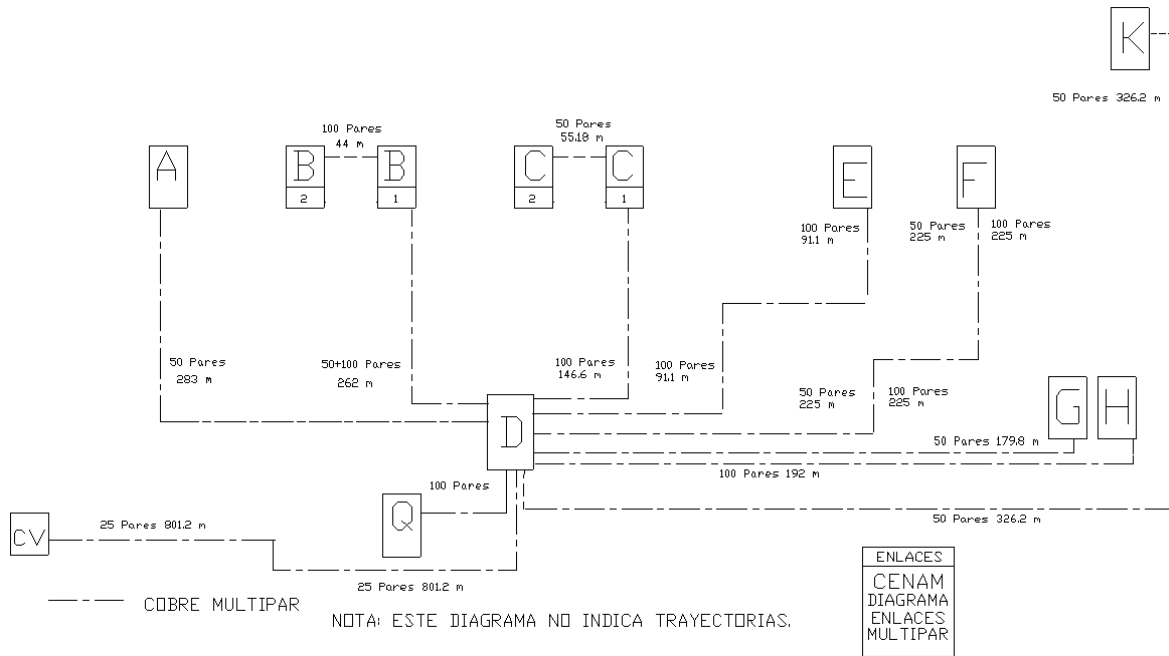 K
50 Pares 326.2 m
100 Pares
44 m
50 Pares
55.18 m
A
B
2
B
1
C
2
C
1
E
F
100 Pares
91.1 m
50 Pares
225 m
100 Pares
225 m
50 Pares
283 m
50+100 Pares
262 m
100 Pares
146.6 m
100 Pares
91.1 m
50 Pares
225 m
100 Pares
225 m
G
H
D
50 Pares 179.8 m
100 Pares 192 m
100 Pares
Q
50 Pares 326.2 m
CV
25 Pares 801.2 m
25 Pares 801.2 m
COBRE MULTIPAR
NOTA: ESTE DIAGRAMA NO INDICA TRAYECTORIAS.
ENLACES
CENAM
DIAGRAMA
ENLACES
MULTIPAR